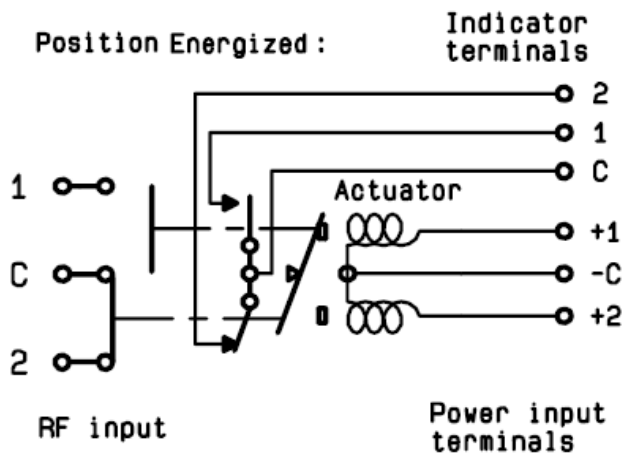 Position Energized :
Indicator
terminals
2
1
C
1
Actuator
+1
C
-C
+2
2
RF input
Power input
terminals